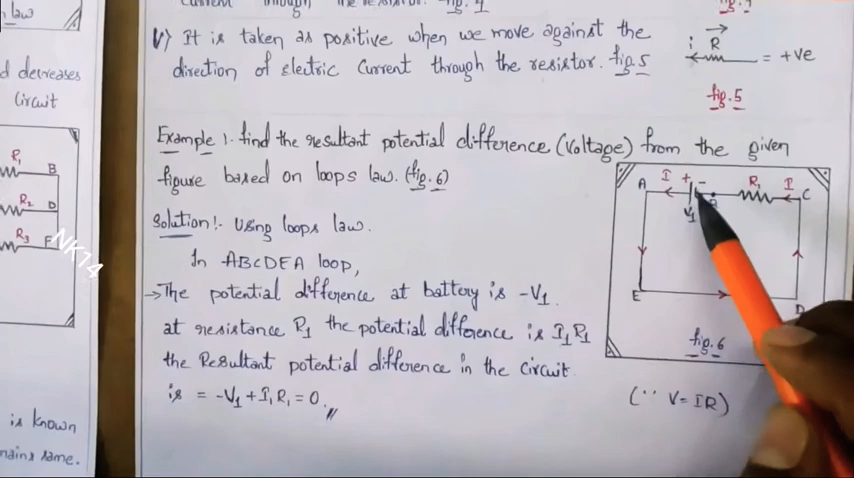 law
d decreases
circuit
R1
B
R2
D
R3
F
NK14
is known
mains same.
V) It is taken as positive when we move against the
direction of electric current through the resistor. fig.5
i R = +ve
fig.5
Example 1. find the resultant potential difference (Voltage) from the given
figure based on loops law. (fig.6)
Solution:- Using loops law.
In ABCDEA loop,
→The potential difference at battery is -V1.
at resistance R1 the potential difference is I1R1
the Resultant potential difference in the circuit
is = -V1 + I1R1 = 0.
A I + - R1 I C
V1 B
E D
fig.6
(∵ V=IR)